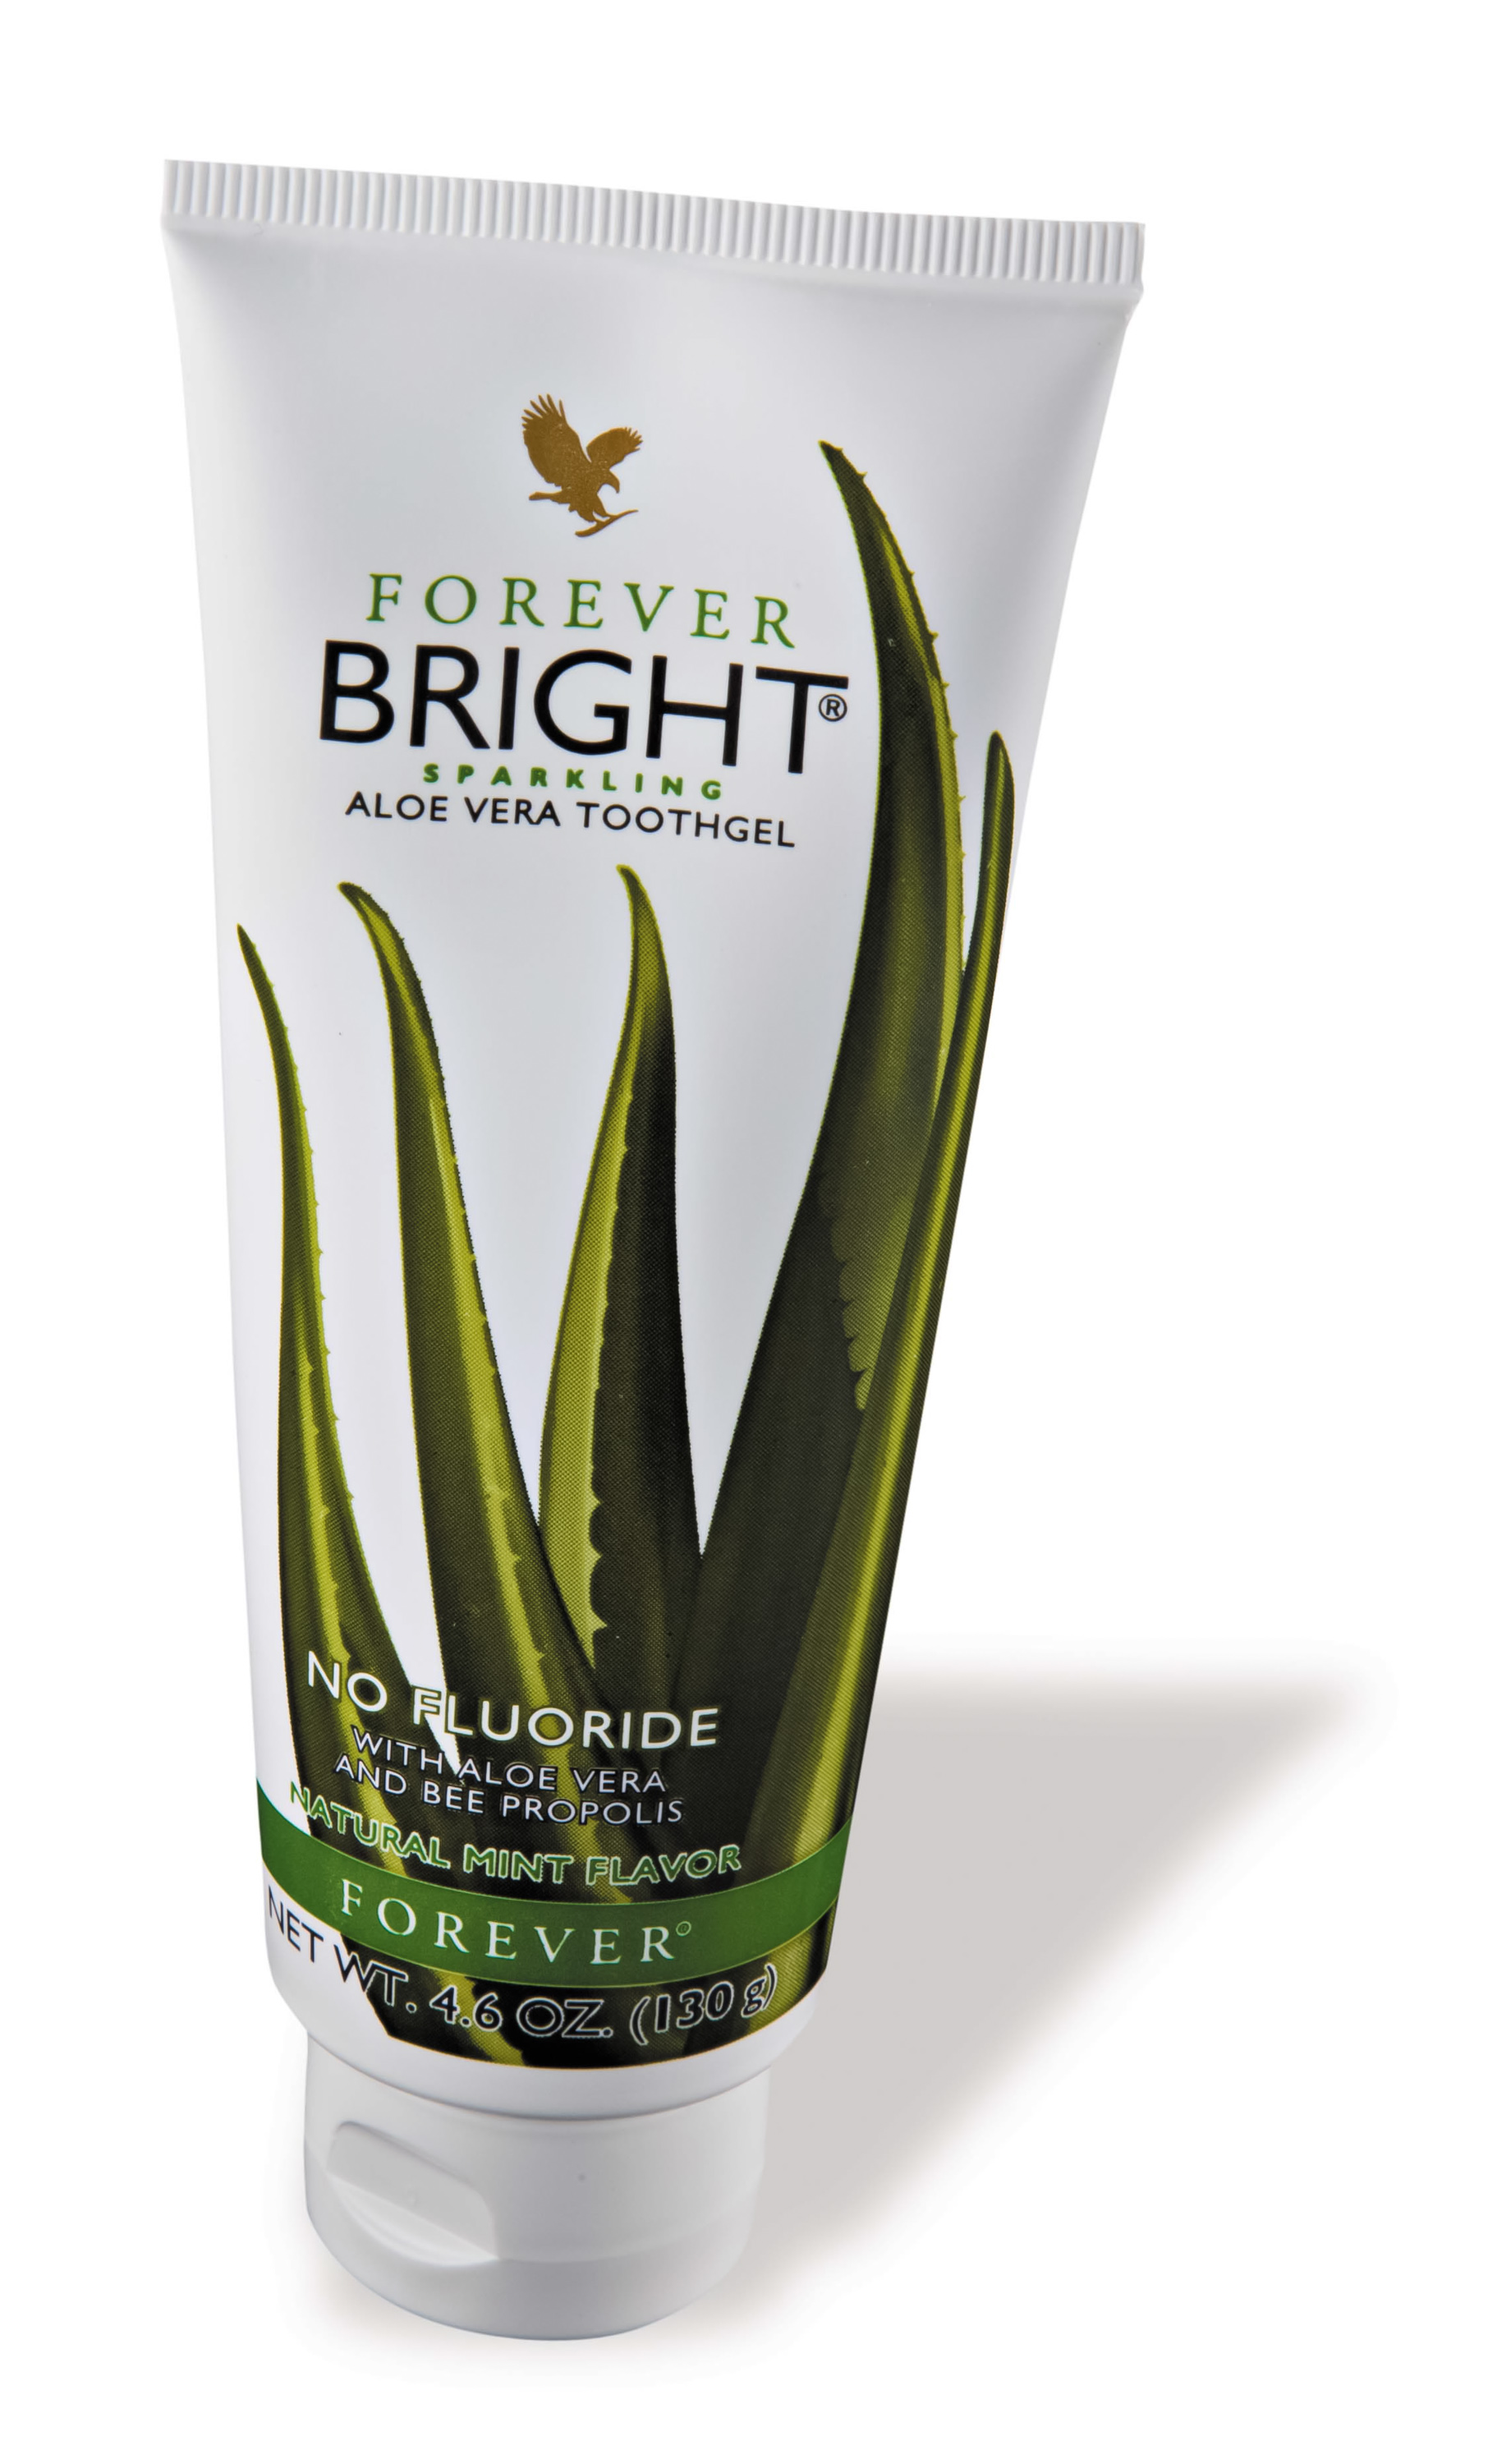 FOREVER
BRIGHT®
SPARKLING
ALOE VERA TOOTHGEL
NO FLUORIDE
WITH ALOE VERA
AND BEE PROPOLIS
NATURAL MINT FLAVOR
FOREVER®
NET WT. 4.6 OZ. (130 g)